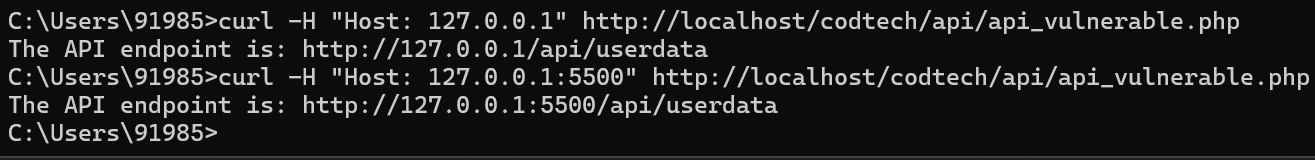 C:\Users\91985>curl -H "Host: 127.0.0.1" http://localhost/codtech/api/api_vulnerable.php
The API endpoint is: http://127.0.0.1/api/userdata
C:\Users\91985>curl -H "Host: 127.0.0.1:5500" http://localhost/codtech/api/api_vulnerable.php
The API endpoint is: http://127.0.0.1:5500/api/userdata
C:\Users\91985>